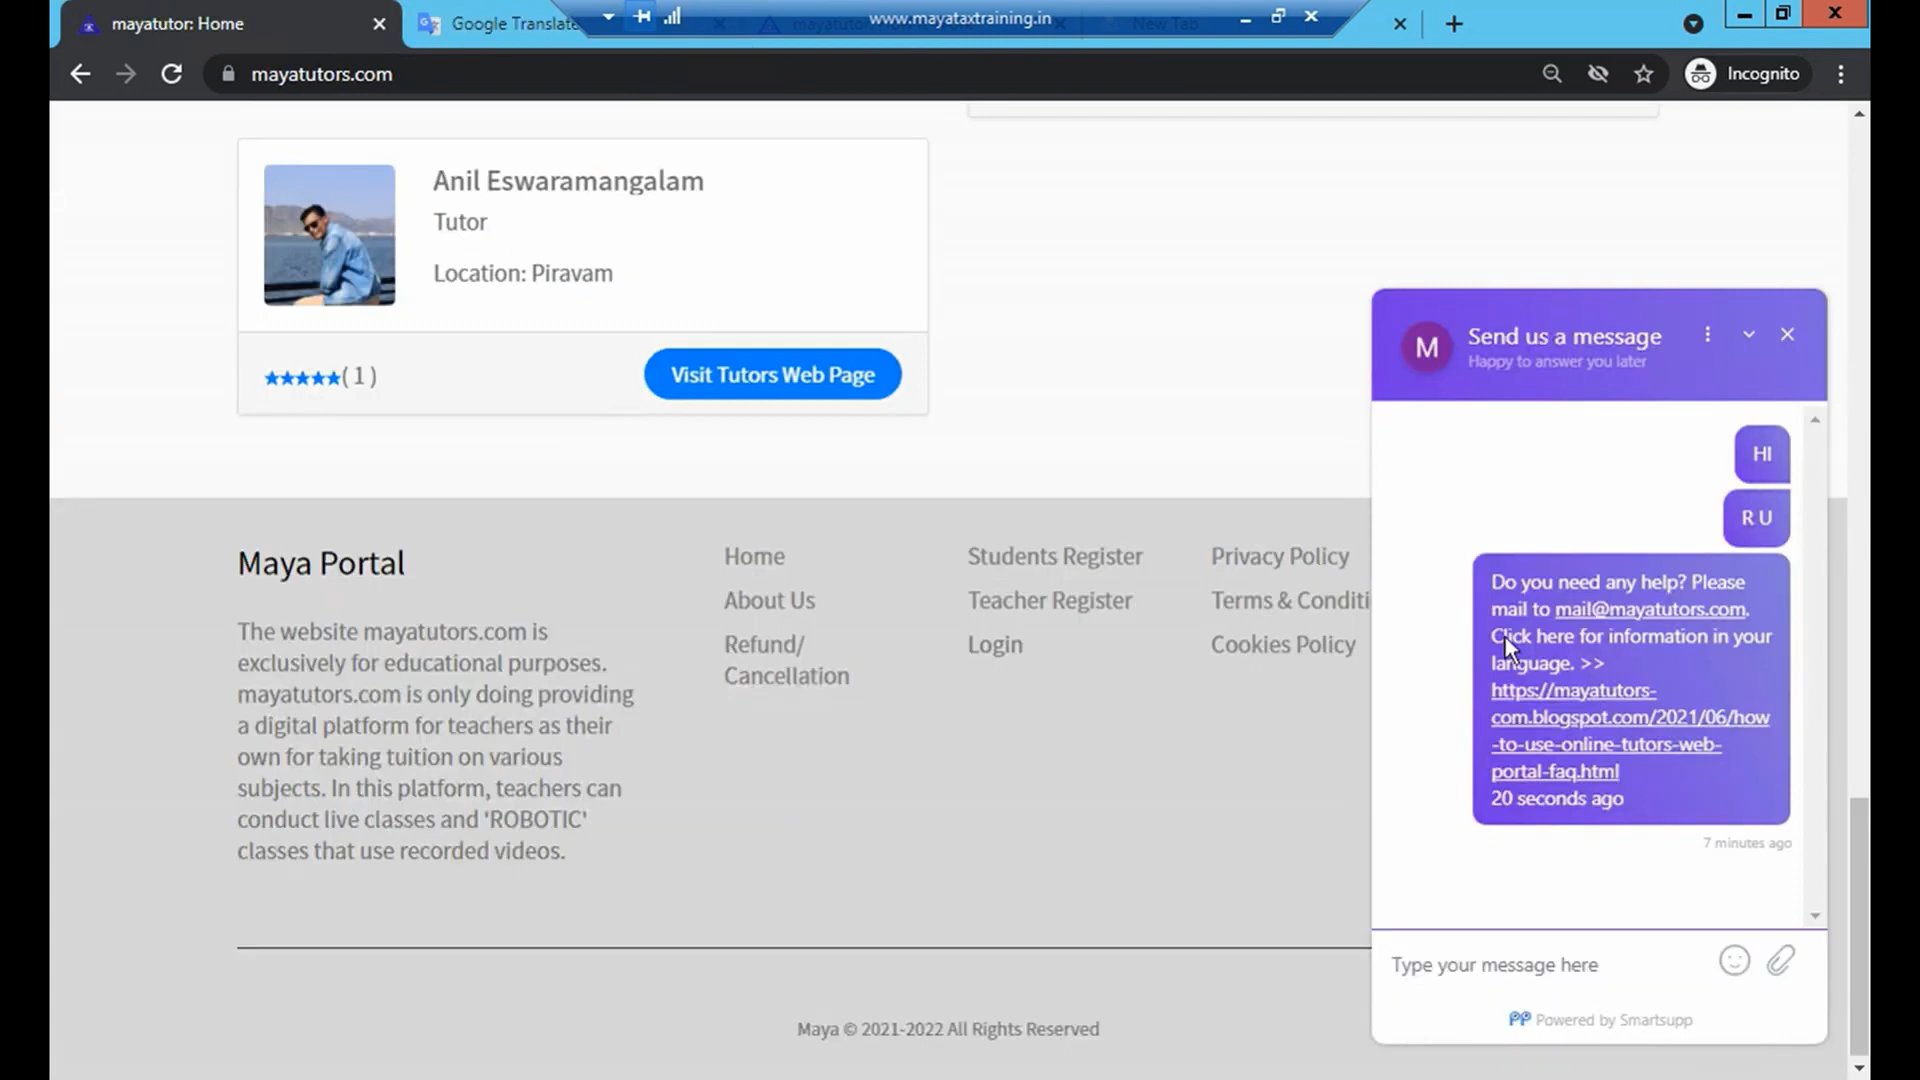 mayatutor: Home
Google Translate
www.mayataxtraining.in
New Tab
mayatutors.com
Incognito
Anil Eswaramangalam
Tutor
Location: Piravam
★★★★★( 1 )
Visit Tutors Web Page
Maya Portal
The website mayatutors.com is
exclusively for educational purposes.
mayatutors.com is only doing providing
a digital platform for teachers as their
own for taking tuition on various
subjects. In this platform, teachers can
conduct live classes and 'ROBOTIC'
classes that use recorded videos.
Home
About Us
Refund/
Cancellation
Students Register
Teacher Register
Login
Privacy Policy
Terms & Conditi
Cookies Policy
Maya © 2021-2022 All Rights Reserved
M
Send us a message
Happy to answer you later
HI
R U
Do you need any help? Please
mail to mail@mayatutors.com.
Click here for information in your
language. >>
https://mayatutors-
com.blogspot.com/2021/06/how
-to-use-online-tutors-web-
portal-faq.html
20 seconds ago
7 minutes ago
Type your message here
Powered by Smartsupp